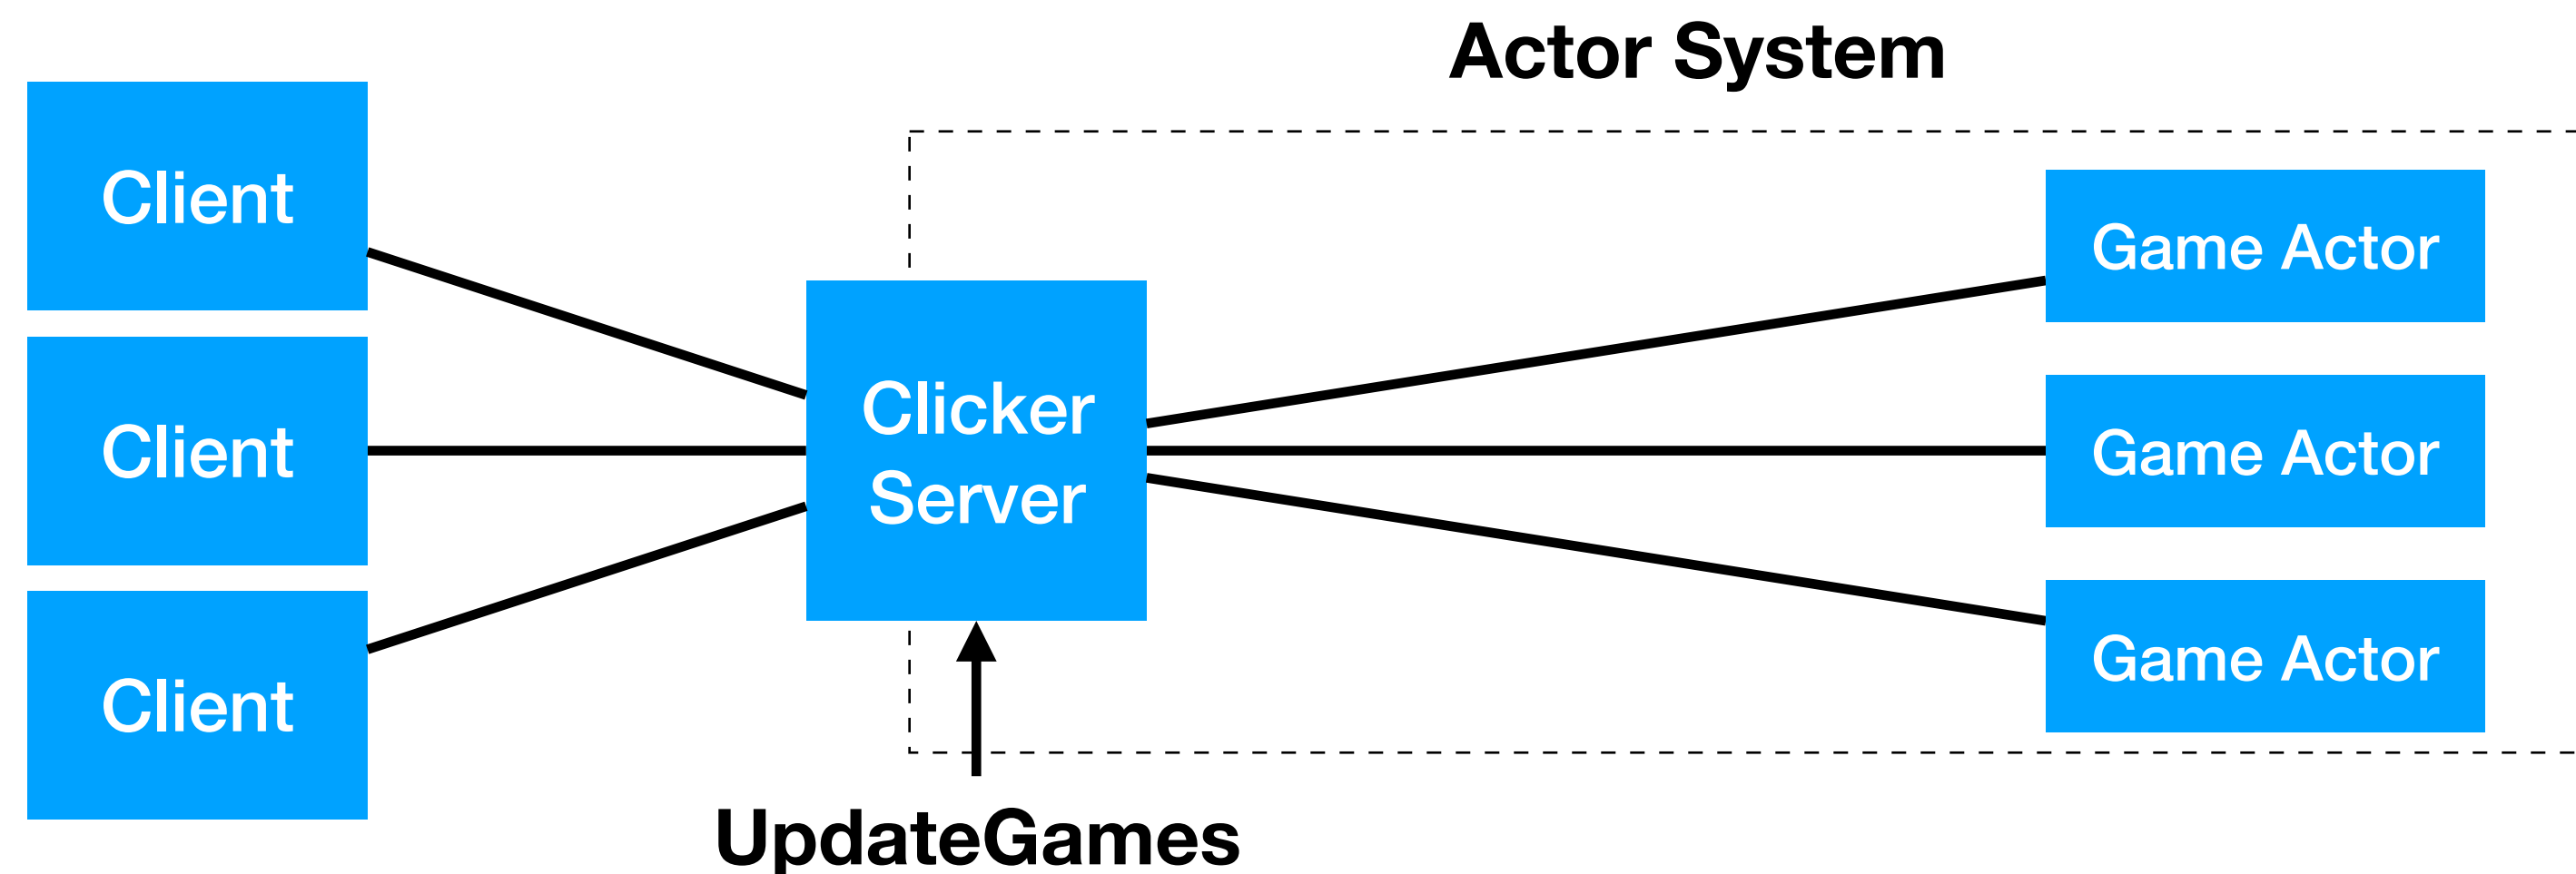 Actor System
Client
Client
Client
Clicker
Server
Game Actor
Game Actor
Game Actor
UpdateGames